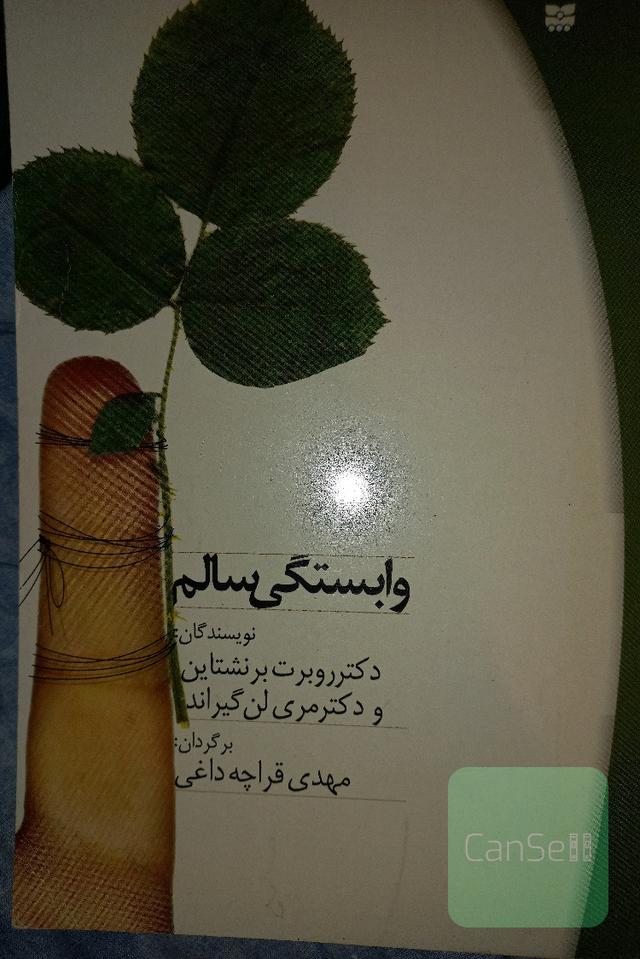 وابستگی سالم
نویسندگان:
دکتر روبرت برنشتاین
و دکتر مری لن گیراند
برگردان:
مهدی قراچه داغی
CanSell